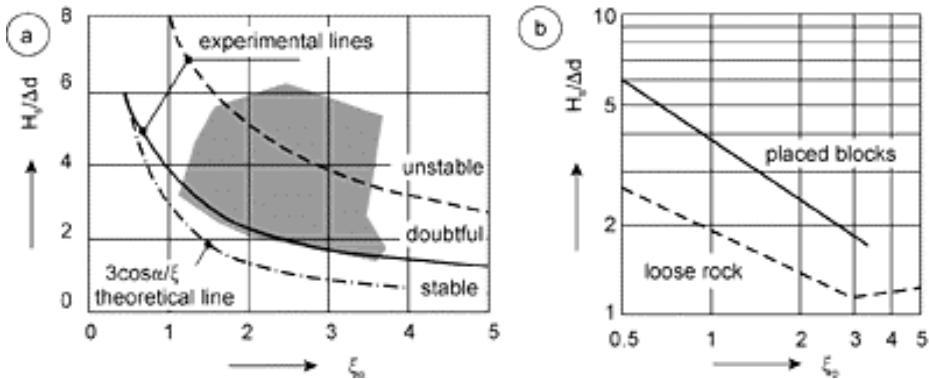 a
8
6
4
2
0
Hs/Δd
experimental lines
unstable
doubtful
stable
3cosα/ξ
theoretical line
0 1 2 3 4 5
b
10
5
2
1
Hs/Δd
placed blocks
loose rock
0.5 1 2 3 4 5
ξp